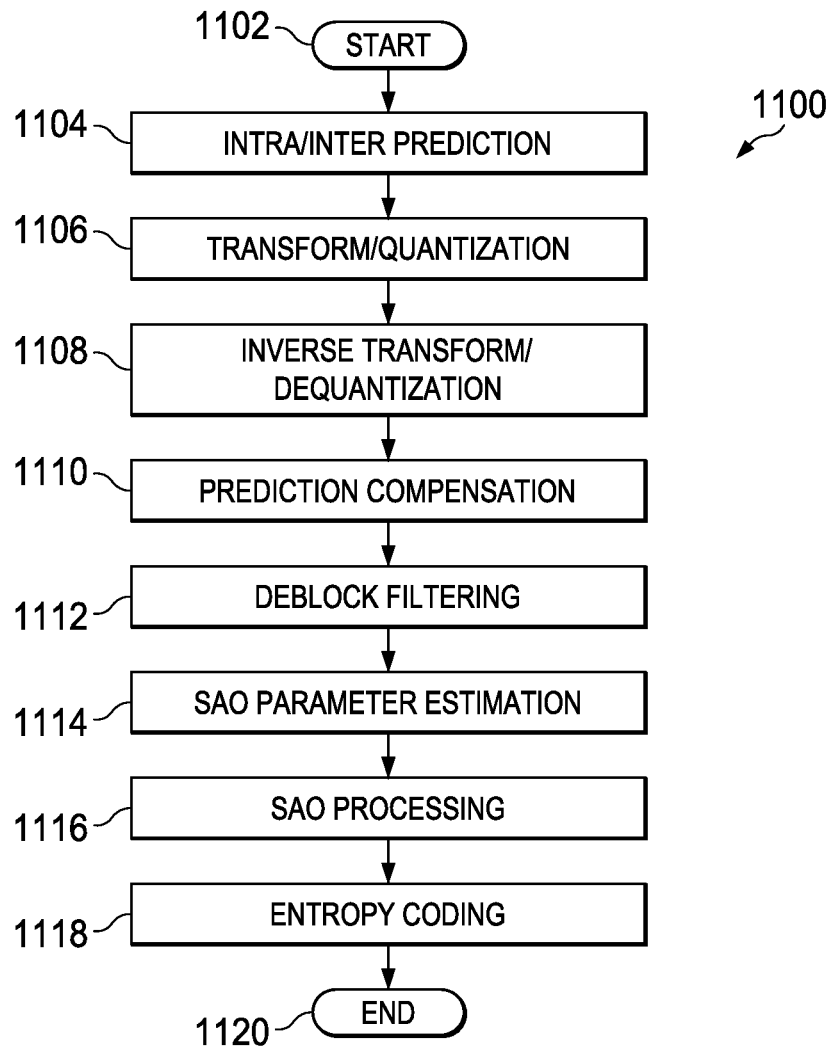 1102
START
1100
1104
INTRA/INTER PREDICTION
1106
TRANSFORM/QUANTIZATION
1108
INVERSE TRANSFORM/
DEQUANTIZATION
1110
PREDICTION COMPENSATION
1112
DEBLOCK FILTERING
1114
SAO PARAMETER ESTIMATION
1116
SAO PROCESSING
1118
ENTROPY CODING
1120
END